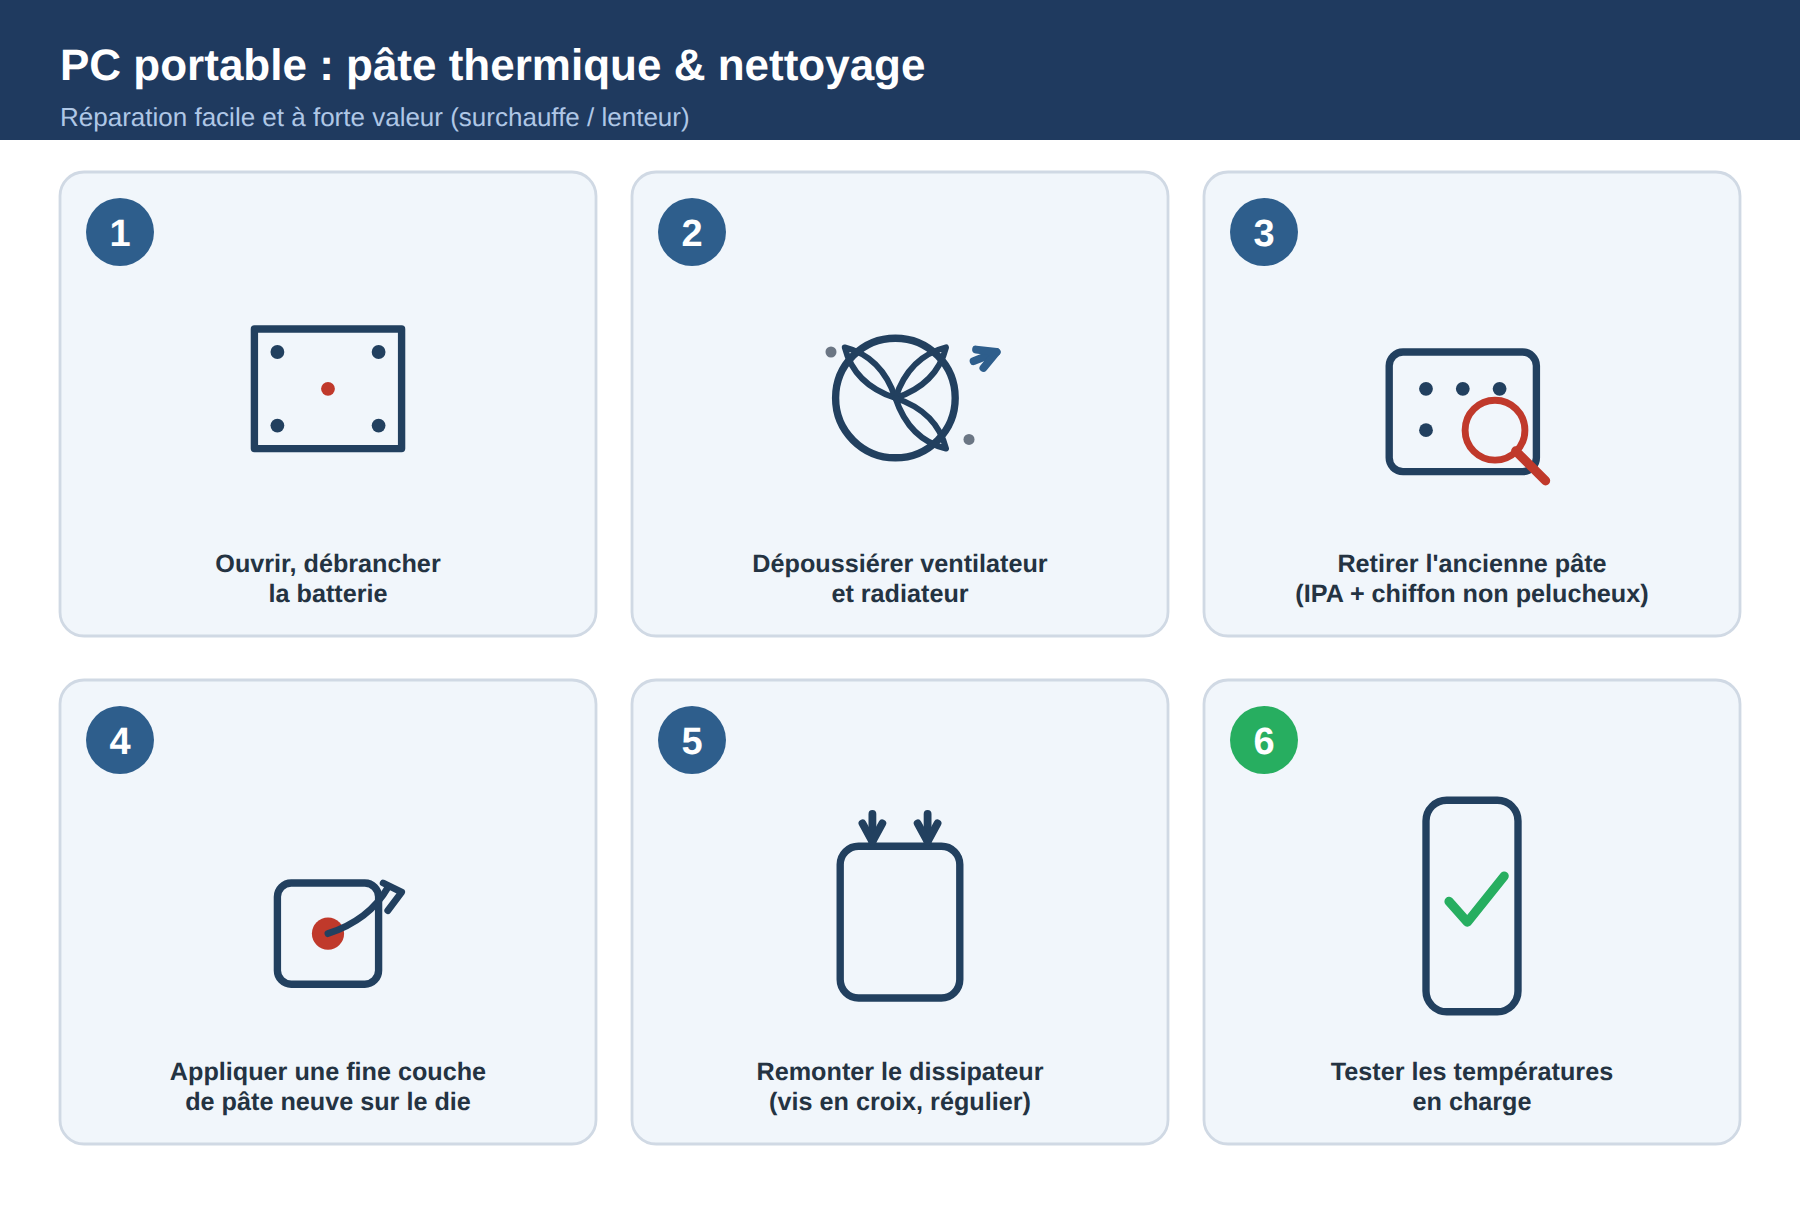 PC portable : pâte thermique & nettoyage
Réparation facile et à forte valeur (surchauffe / lenteur)
1
Ouvrir, débrancher
la batterie
2
Dépoussiérer ventilateur
et radiateur
3
Retirer l'ancienne pâte
(IPA + chiffon non pelucheux)
4
Appliquer une fine couche
de pâte neuve sur le die
5
Remonter le dissipateur
(vis en croix, régulier)
6
Tester les températures
en charge